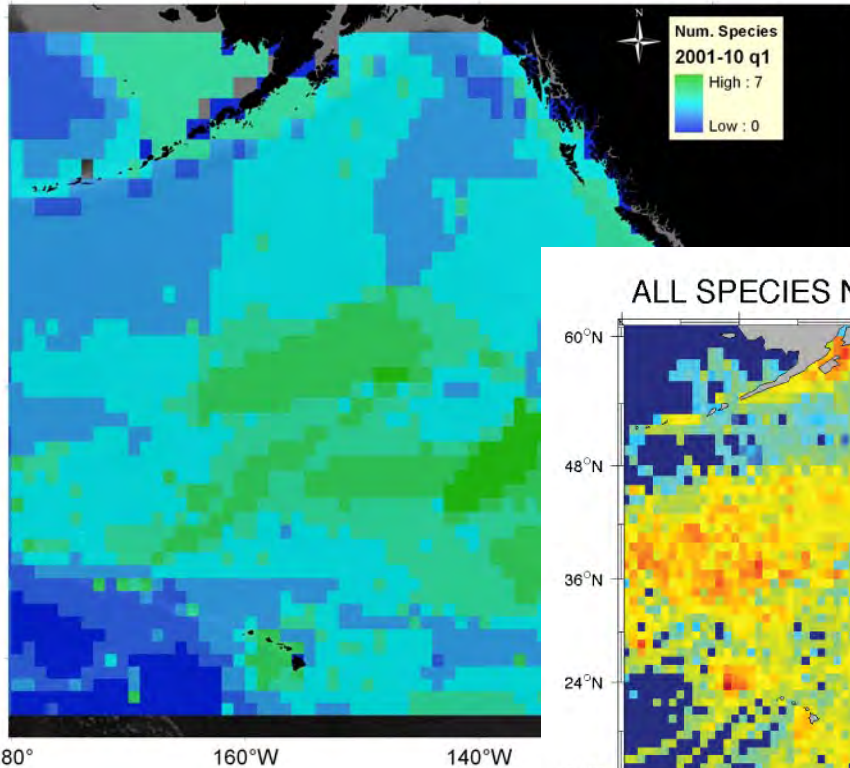 N
Num. Species
2001-10 q1
High : 7
Low : 0
ALL SPECIES N
60°N
48°N
36°N
24°N
80°
160°W
140°W